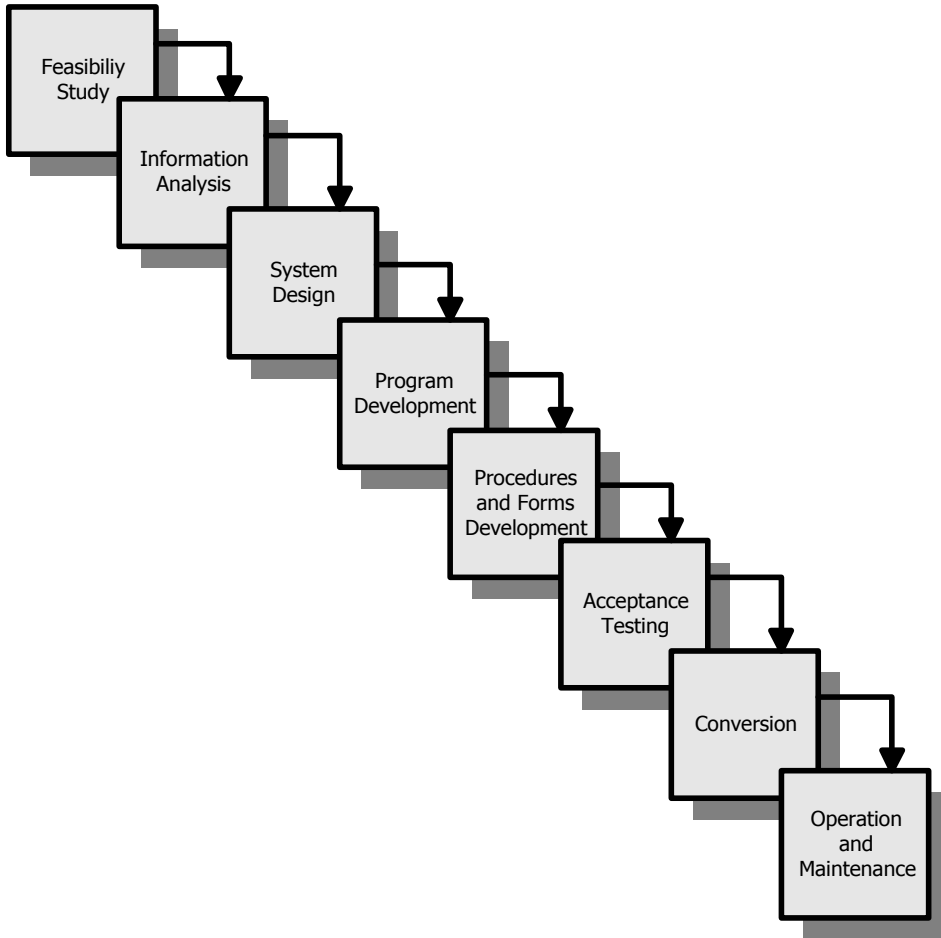 Feasibiliy
Study
Information
Analysis
System
Design
Program
Development
Procedures
and Forms
Development
Acceptance
Testing
Conversion
Operation
and
Maintenance